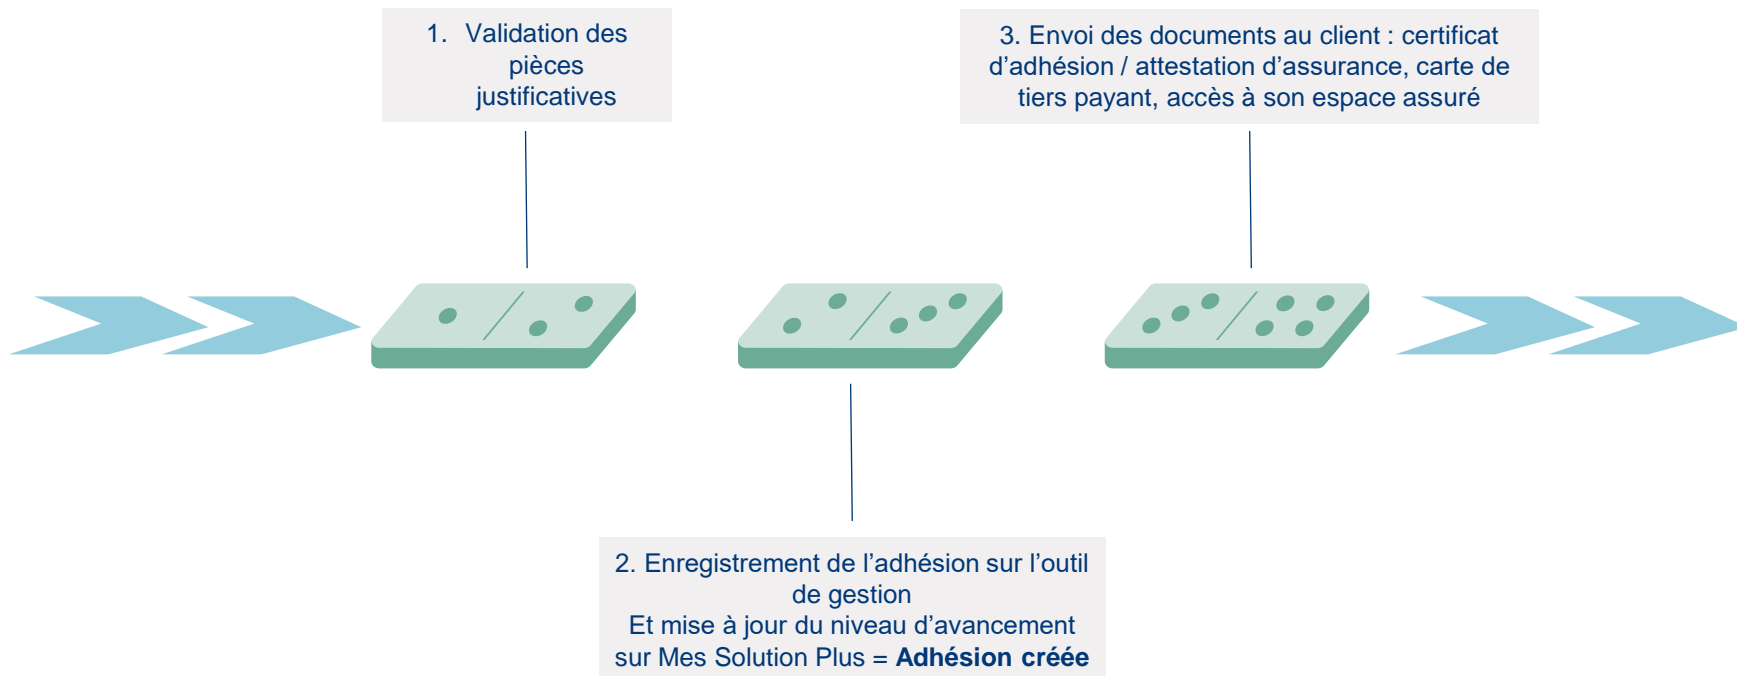 1. Validation des
pièces
justificatives
3. Envoi des documents au client : certificat
d’adhésion / attestation d’assurance, carte de
tiers payant, accès à son espace assuré
2. Enregistrement de l’adhésion sur l’outil
de gestion
Et mise à jour du niveau d’avancement
sur Mes Solution Plus = Adhésion créée